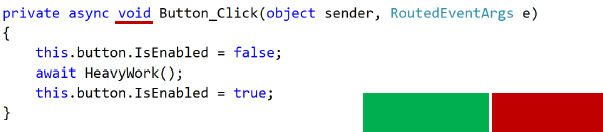 private async void Button_Click(object sender, RoutedEventArgs e)
{
    this.button.IsEnabled = false;
    await HeavyWork();
    this.button.IsEnabled = true;
}